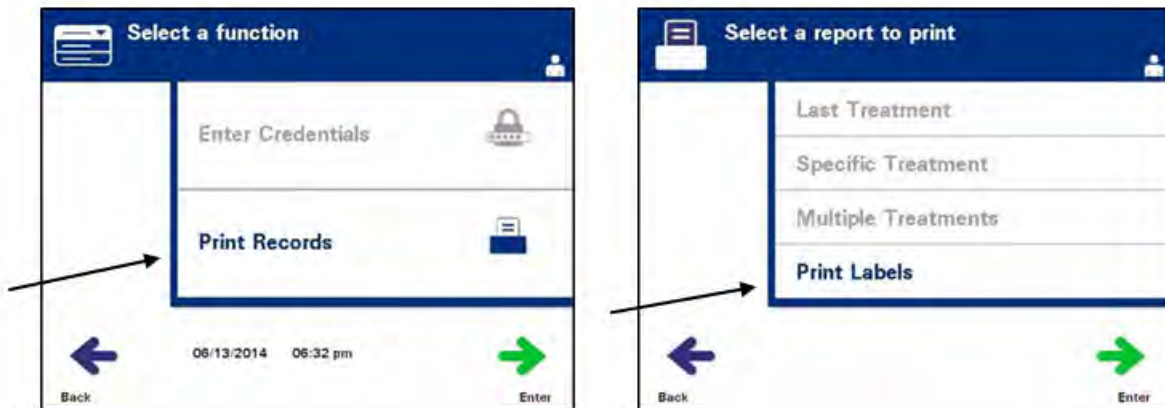 Select a function
Enter Credentials
Print Records
06/13/2014 06:32 pm
Back
Enter
Select a report to print
Last Treatment
Specific Treatment
Multiple Treatments
Print Labels
Back
Enter